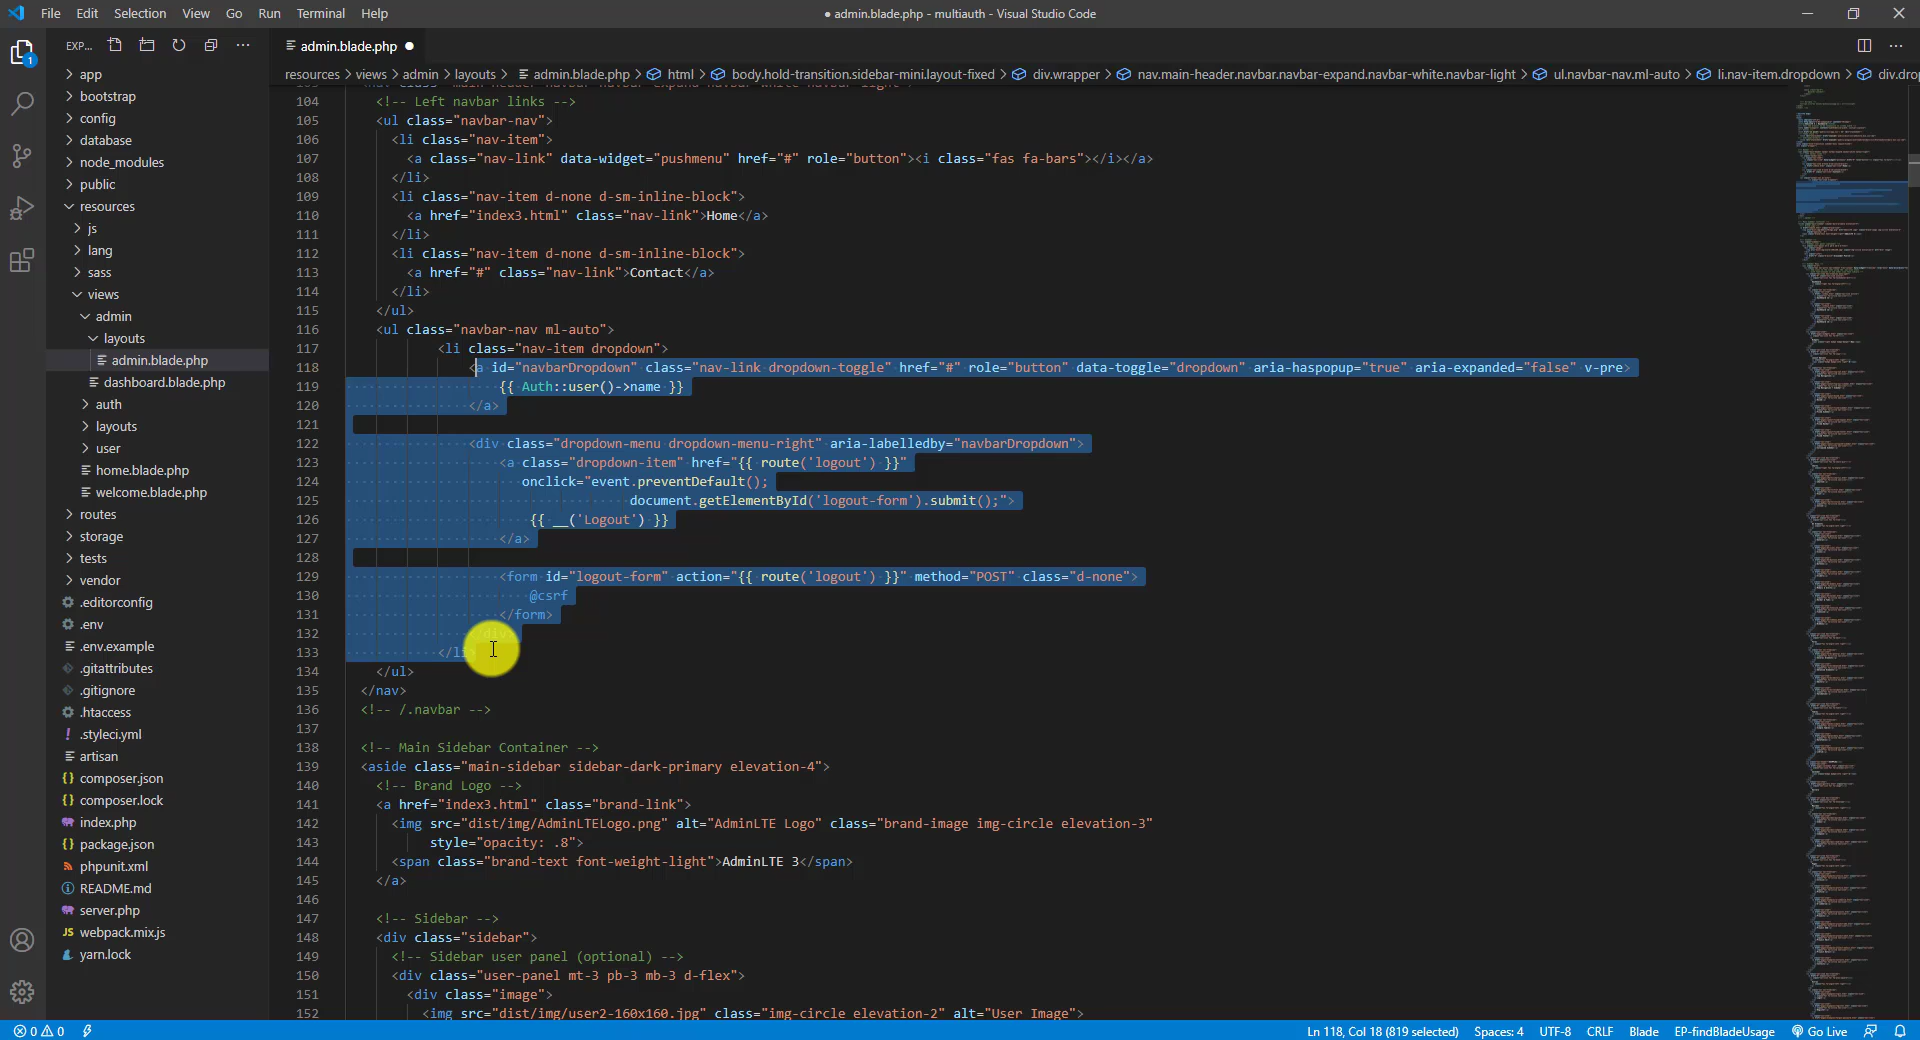 File Edit Selection View Go Run Terminal Help
● admin.blade.php - multiauth - Visual Studio Code
EXP...
admin.blade.php
resources > views > admin > layouts > admin.blade.php > html > body.hold-transition.sidebar-mini.layout-fixed > div.wrapper > nav.main-header.navbar.navbar-expand.navbar-white.navbar-light > ul.navbar-nav.ml-auto > li.nav-item.dropdown >
1
app
bootstrap
config
database
node_modules
public
resources
js
lang
sass
views
admin
layouts
admin.blade.php
dashboard.blade.php
auth
layouts
user
home.blade.php
welcome.blade.php
routes
storage
tests
vendor
.editorconfig
.env
.env.example
.gitattributes
.gitignore
.htaccess
.styleci.yml
artisan
composer.json
composer.lock
index.php
package.json
phpunit.xml
README.md
server.php
webpack.mix.js
yarn.lock
104 <!-- Left navbar links -->
105 <ul class="navbar-nav">
106 <li class="nav-item">
107 <a class="nav-link" data-widget="pushmenu" href="#" role="button"><i class="fas fa-bars"></i></a>
108 </li>
109 <li class="nav-item d-none d-sm-inline-block">
110 <a href="index3.html" class="nav-link">Home</a>
111 </li>
112 <li class="nav-item d-none d-sm-inline-block">
113 <a href="#" class="nav-link">Contact</a>
114 </li>
115 </ul>
116 <ul class="navbar-nav ml-auto">
117 <li class="nav-item dropdown">
118 <a id="navbarDropdown" class="nav-link dropdown-toggle" href="#" role="button" data-toggle="dropdown" aria-haspopup="true" aria-expanded="false" v-pre>
119 {{ Auth::user()->name }}
120 </a>
121
122 <div class="dropdown-menu dropdown-menu-right" aria-labelledby="navbarDropdown">
123 <a class="dropdown-item" href="{{ route('logout') }}"
124 onclick="event.preventDefault();
125 document.getElementById('logout-form').submit();">
126 {{ __('Logout') }}
127 </a>
128
129 <form id="logout-form" action="{{ route('logout') }}" method="POST" class="d-none">
130 @csrf
131 </form>
132 </div>
133 </li>
134 </ul>
135 </nav>
136 <!-- /.navbar -->
137
138 <!-- Main Sidebar Container -->
139 <aside class="main-sidebar sidebar-dark-primary elevation-4">
140 <!-- Brand Logo -->
141 <a href="index3.html" class="brand-link">
142 <img src="dist/img/AdminLTELogo.png" alt="AdminLTE Logo" class="brand-image img-circle elevation-3"
143 style="opacity: .8">
144 <span class="brand-text font-weight-light">AdminLTE 3</span>
145 </a>
146
147 <!-- Sidebar -->
148 <div class="sidebar">
149 <!-- Sidebar user panel (optional) -->
150 <div class="user-panel mt-3 pb-3 mb-3 d-flex">
151 <div class="image">
152 <img src="dist/img/user2-160x160.jpg" class="img-circle elevation-2" alt="User Image">
0 0
Ln 118, Col 18 (819 selected) Spaces: 4 UTF-8 CRLF Blade EP-findBladeUsage Go Live